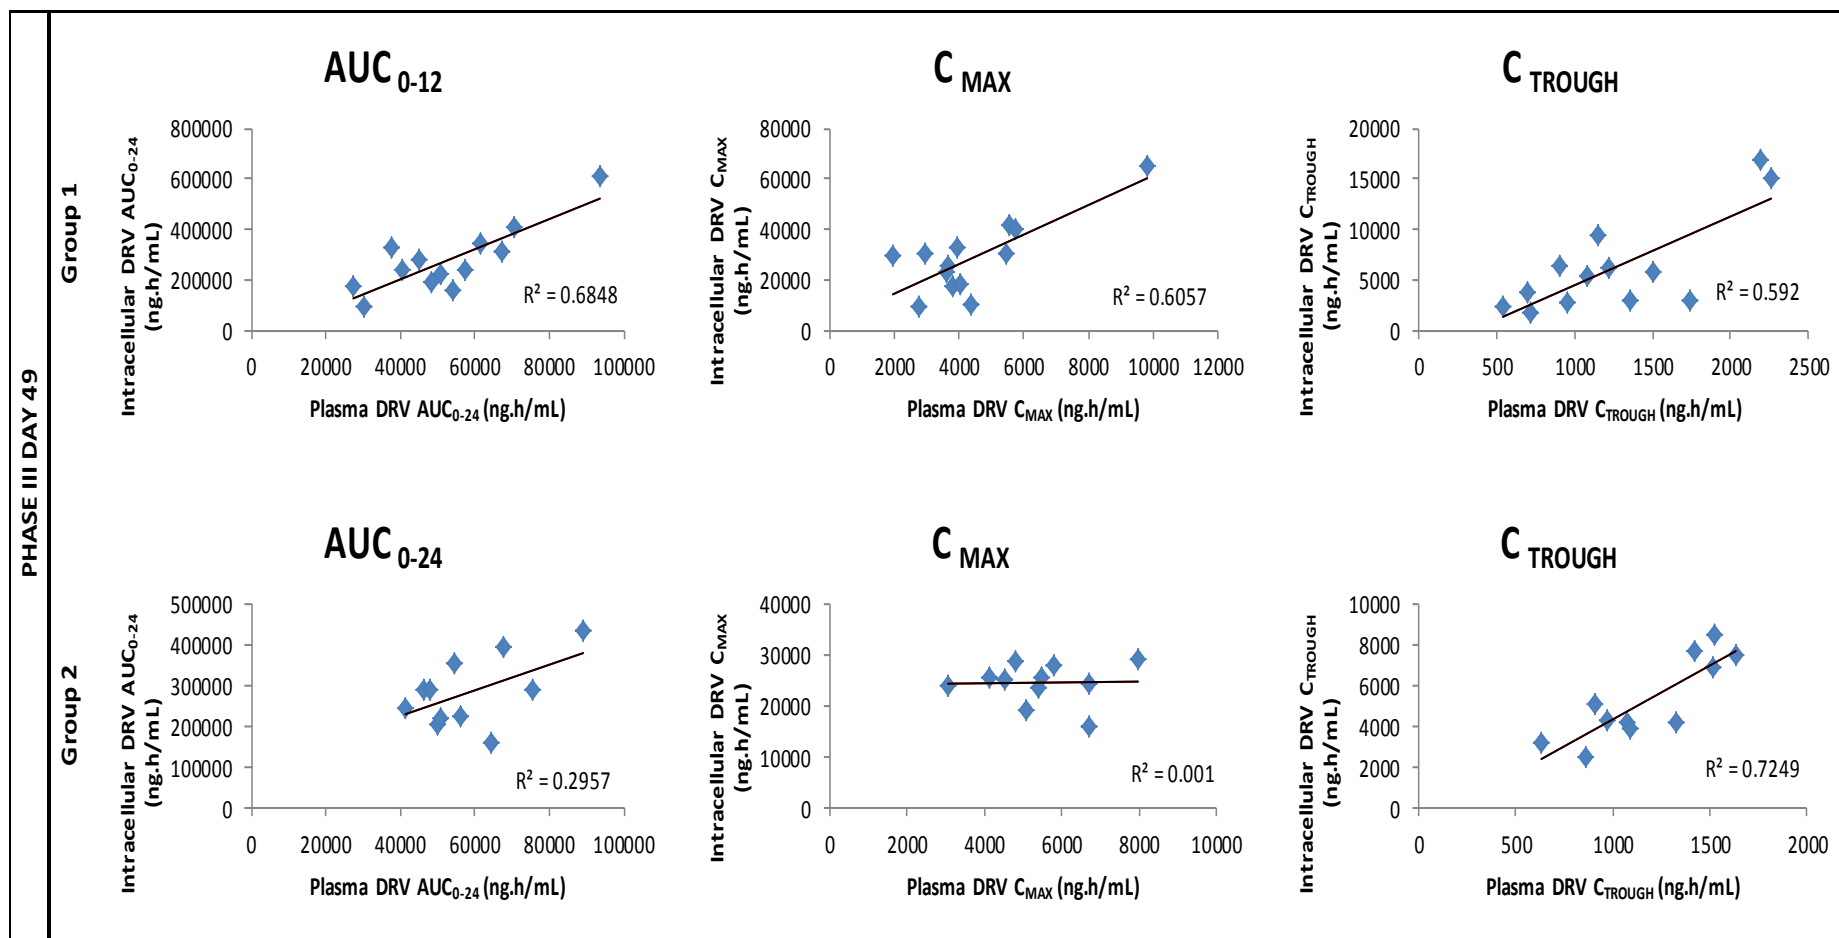 PHASE III DAY 49
Group 1
AUC 0-12
Intracellular DRV AUC0-24
(ng.h/mL)
800000
600000
400000
200000
0
R² = 0.6848
0 20000 40000 60000 80000 100000
Plasma DRV AUC0-24 (ng.h/mL)
C MAX
Intracellular DRV CMAX
(ng.h/mL)
80000
60000
40000
20000
0
R² = 0.6057
0 2000 4000 6000 8000 10000 12000
Plasma DRV CMAX (ng.h/mL)
C TROUGH
Intracellular DRV CTROUGH
(ng.h/mL)
20000
15000
10000
5000
0
R² = 0.592
0 500 1000 1500 2000 2500
Plasma DRV CTROUGH (ng.h/mL)
Group 2
AUC 0-24
Intracellular DRV AUC0-24
(ng.h/mL)
500000
400000
300000
200000
100000
0
R² = 0.2957
0 20000 40000 60000 80000 100000
Plasma DRV AUC0-24 (ng.h/mL)
C MAX
Intracellular DRV CMAX
(ng.h/mL)
40000
30000
20000
10000
0
R² = 0.001
0 2000 4000 6000 8000 10000
Plasma DRV CMAX (ng.h/mL)
C TROUGH
Intracellular DRV CTROUGH
(ng.h/mL)
10000
8000
6000
4000
2000
0
R² = 0.7249
0 500 1000 1500 2000
Plasma DRV CTROUGH (ng.h/mL)